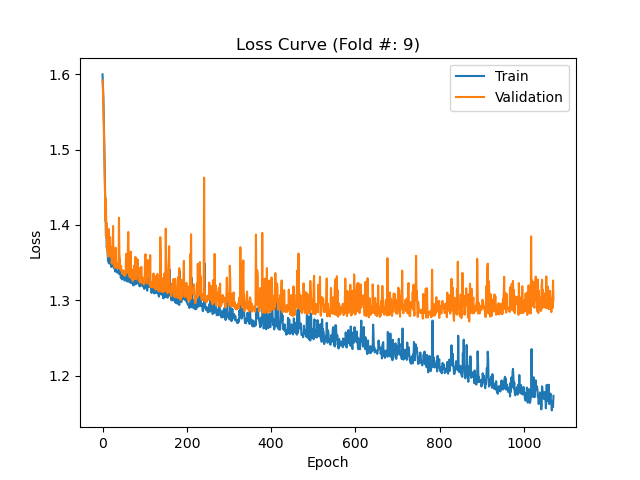 Loss Curve (Fold #: 9)
Train
Validation
1.6
1.5
1.4
1.3
1.2
Loss
0 200 400 600 800 1000
Epoch